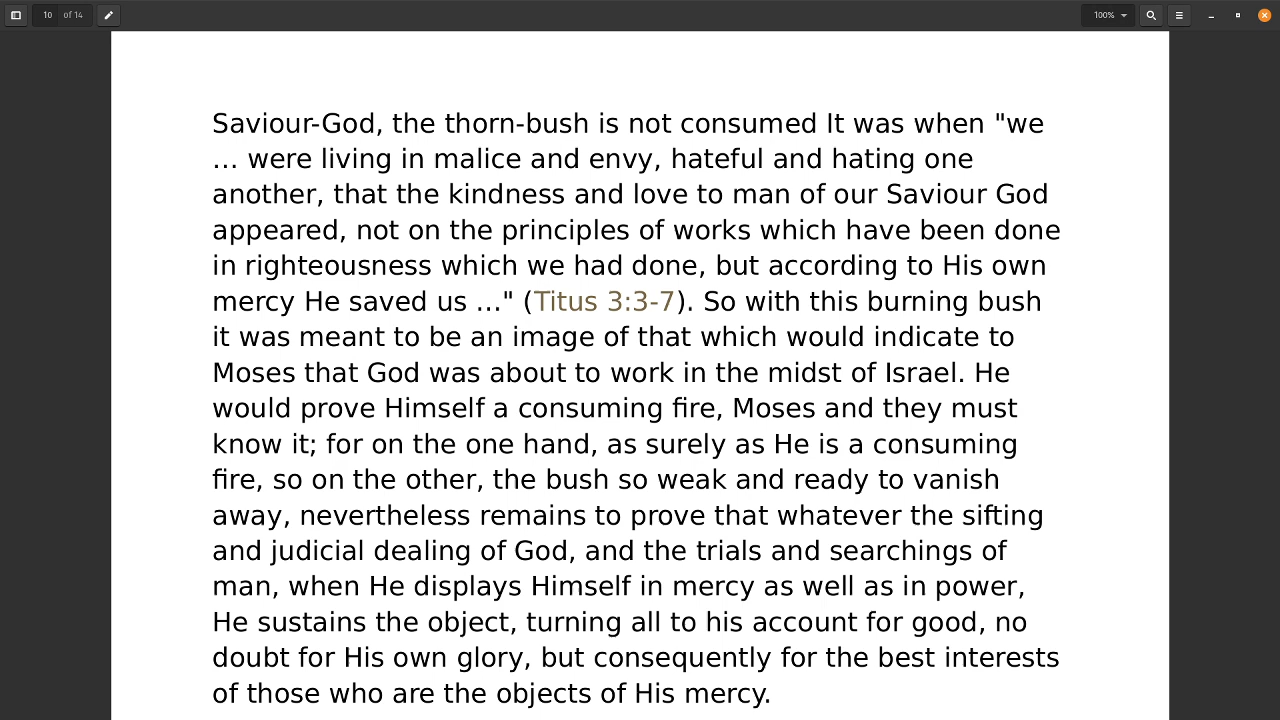 10 of 14
100%
Saviour-God, the thorn-bush is not consumed It was when "we
… were living in malice and envy, hateful and hating one
another, that the kindness and love to man of our Saviour God
appeared, not on the principles of works which have been done
in righteousness which we had done, but according to His own
mercy He saved us …" (Titus 3:3-7). So with this burning bush
it was meant to be an image of that which would indicate to
Moses that God was about to work in the midst of Israel. He
would prove Himself a consuming fire, Moses and they must
know it; for on the one hand, as surely as He is a consuming
fire, so on the other, the bush so weak and ready to vanish
away, nevertheless remains to prove that whatever the sifting
and judicial dealing of God, and the trials and searchings of
man, when He displays Himself in mercy as well as in power,
He sustains the object, turning all to his account for good, no
doubt for His own glory, but consequently for the best interests
of those who are the objects of His mercy.